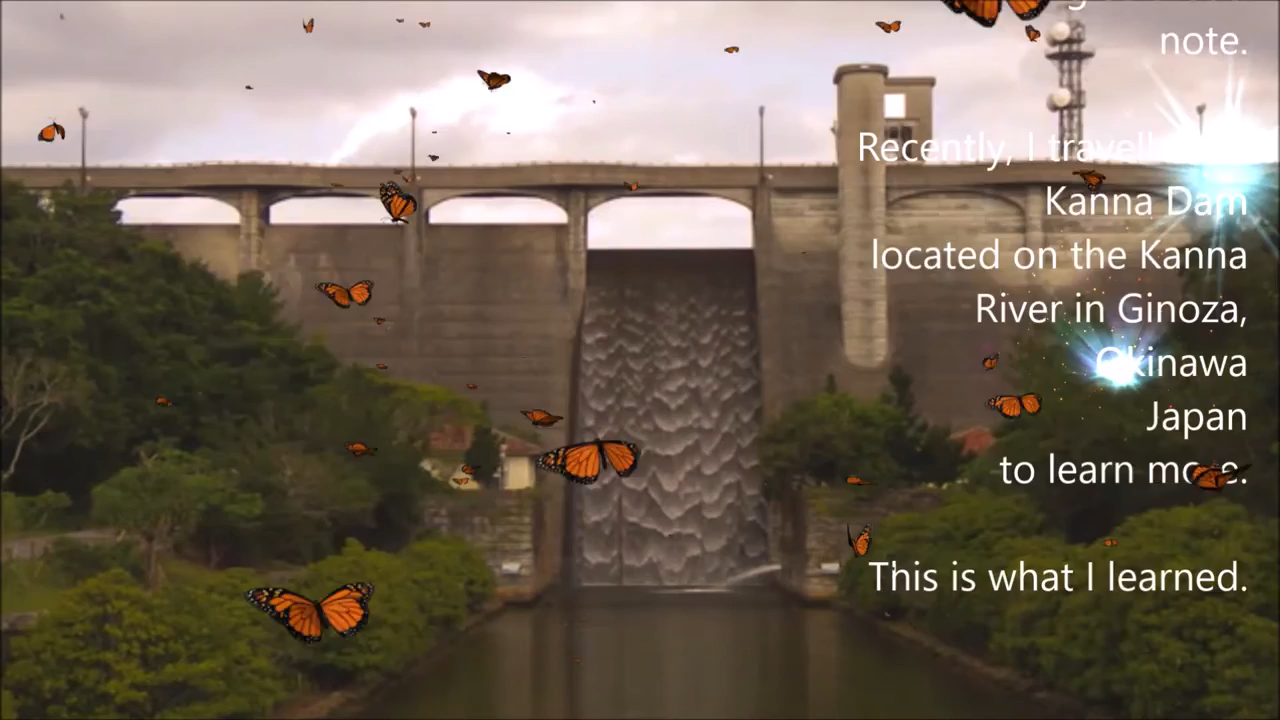 note.
Recently, I travell
Kanna Dam
located on the Kanna
River in Ginoza,
Okinawa
Japan
to learn more.
This is what I learned.